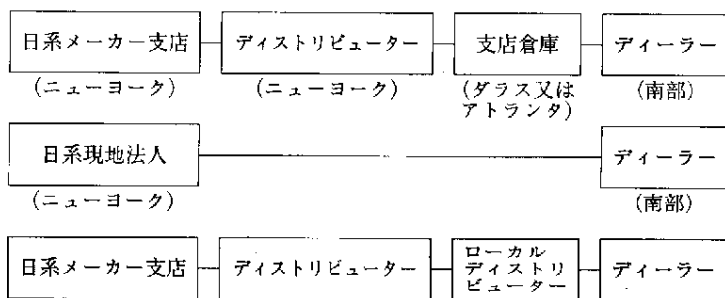 日系メーカー支店 ディストリビューター 支店倉庫 ディーラー
(ニューヨーク) (ニューヨーク) (ダラス又は (南部)
アトランタ)
日系現地法人 ディーラー
(ニューヨーク) (南部)
日系メーカー支店 ディストリビューター ローカル
ディストリ
ビューター ディーラー